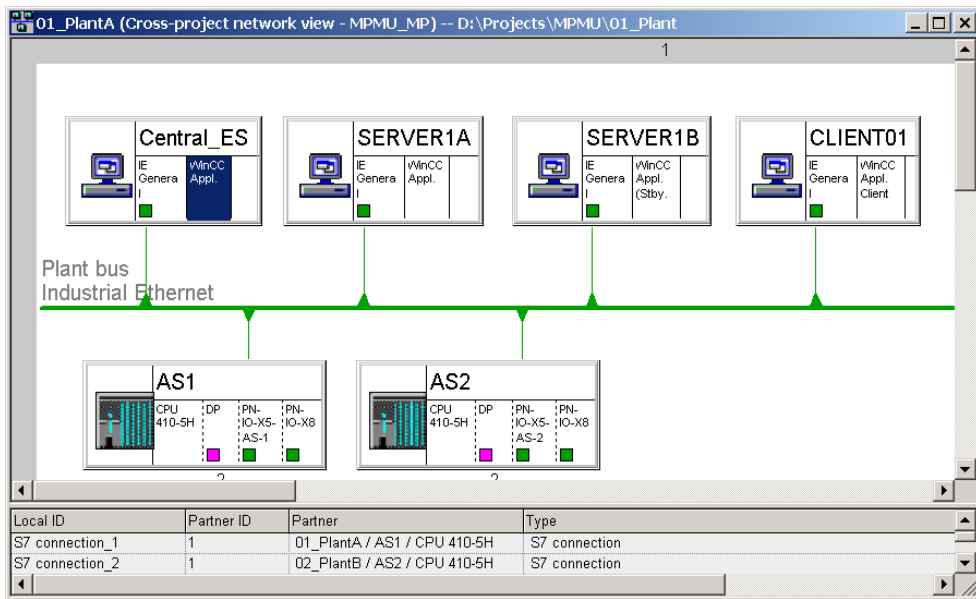 01_PlantA (Cross-project network view - MPMU_MP) -- D:\Projects\MPMU\01_Plant
1
Central_ES
IE
Genera
l
WinCC
Appl.
SERVER1A
IE
Genera
l
WinCC
Appl.
SERVER1B
IE
Genera
l
WinCC
Appl.
(Stby.
CLIENT01
IE
Genera
l
WinCC
Appl.
Client
Plant bus
Industrial Ethernet
AS1
CPU
410-5H
DP
PN-
IO-X5-
AS-1
PN-
IO-X8
AS2
CPU
410-5H
DP
PN-
IO-X5-
AS-2
PN-
IO-X8
Local ID Partner ID Partner Type
S7 connection_1 1 01_PlantA / AS1 / CPU 410-5H S7 connection
S7 connection_2 1 02_PlantB / AS2 / CPU 410-5H S7 connection